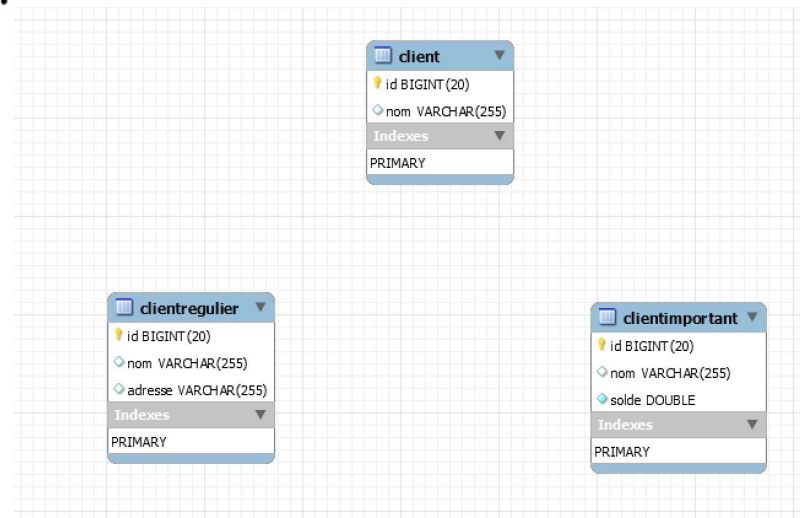 client
id BIGINT(20)
nom VARCHAR(255)
Indexes
PRIMARY
clientregulier
id BIGINT(20)
nom VARCHAR(255)
adresse VARCHAR(255)
Indexes
PRIMARY
clientimportant
id BIGINT(20)
nom VARCHAR(255)
solde DOUBLE
Indexes
PRIMARY